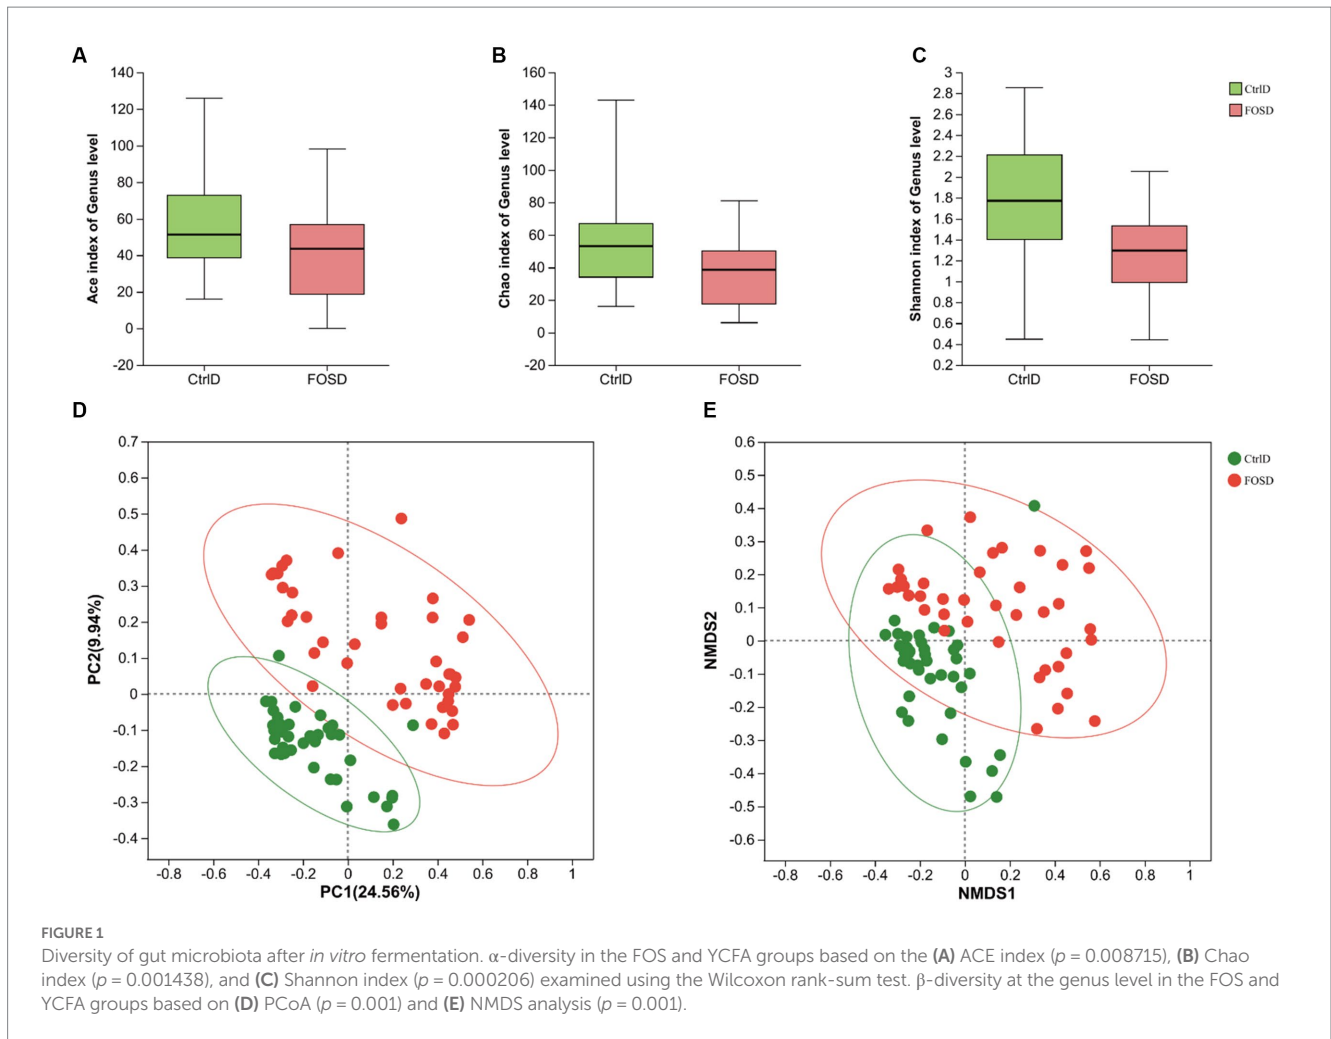 A
B
C
140
120
100
80
60
40
20
0
-20
Ace index of Genus level
CtrlD
FOSD
160
140
120
100
80
60
40
20
0
-20
Chao index of Genus level
CtrlD
FOSD
3
2.8
2.6
2.4
2.2
2
1.8
1.6
1.4
1.2
1
0.8
0.6
0.4
0.2
Shannon index of Genus level
CtrlD
FOSD
CtrlD
FOSD
D
E
0.7
0.6
0.5
0.4
0.3
0.2
0.1
0
-0.1
-0.2
-0.3
-0.4
PC2(9.94%)
-0.8 -0.6 -0.4 -0.2 0 0.2 0.4 0.6 0.8 1
PC1(24.56%)
0.6
0.5
0.4
0.3
0.2
0.1
0
-0.1
-0.2
-0.3
-0.4
-0.5
-0.6
NMDS2
-0.8 -0.6 -0.4 -0.2 0 0.2 0.4 0.6 0.8 1
NMDS1
CtrlD
FOSD
FIGURE 1
Diversity of gut microbiota after in vitro fermentation. α-diversity in the FOS and YCFA groups based on the (A) ACE index (p = 0.008715), (B) Chao
index (p = 0.001438), and (C) Shannon index (p = 0.000206) examined using the Wilcoxon rank-sum test. β-diversity at the genus level in the FOS and
YCFA groups based on (D) PCoA (p = 0.001) and (E) NMDS analysis (p = 0.001).